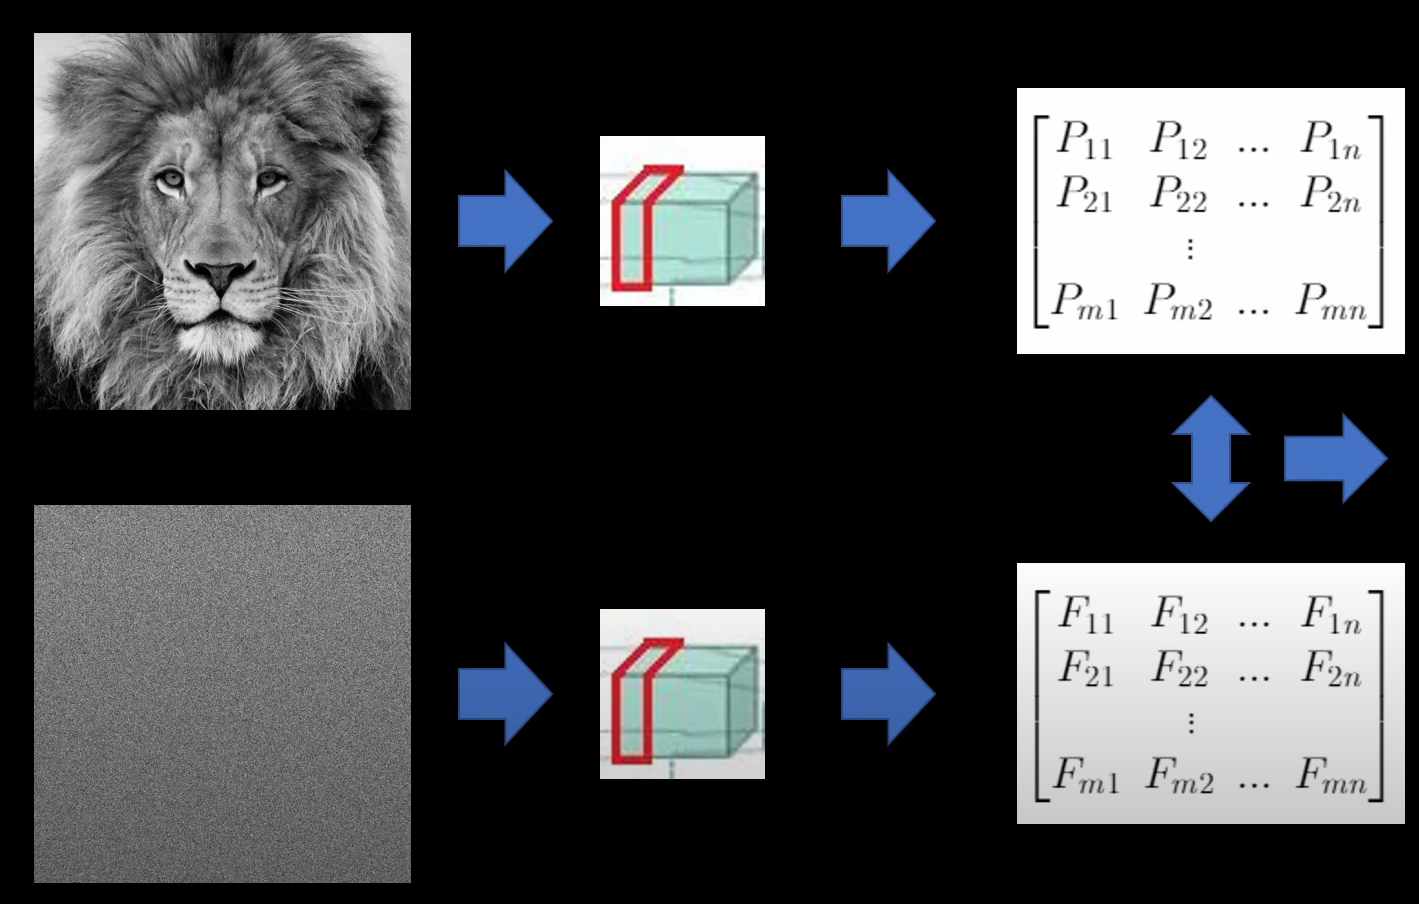 P₁₁ P₁₂ ... P₁ₙ
P₂₁ P₂₂ ... P₂ₙ
⋮
Pₘ₁ Pₘ₂ ... Pₘₙ
F₁₁ F₁₂ ... F₁ₙ
F₂₁ F₂₂ ... F₂ₙ
⋮
Fₘ₁ Fₘ₂ ... Fₘₙ